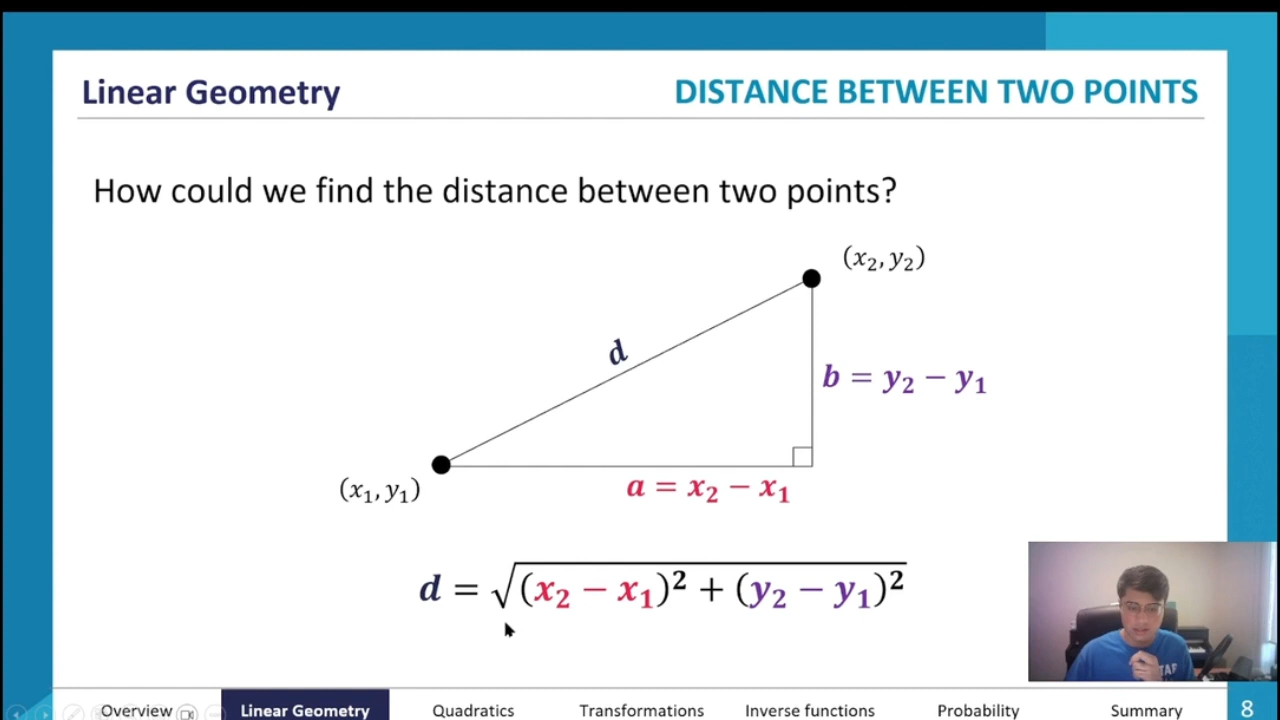 Linear Geometry
DISTANCE BETWEEN TWO POINTS
How could we find the distance between two points?
(x₂, y₂)
d
b = y₂ − y₁
(x₁, y₁)
a = x₂ − x₁
d = √(x₂ − x₁)² + (y₂ − y₁)²
Overview Linear Geometry Quadratics Transformations Inverse functions Probability Summary 8